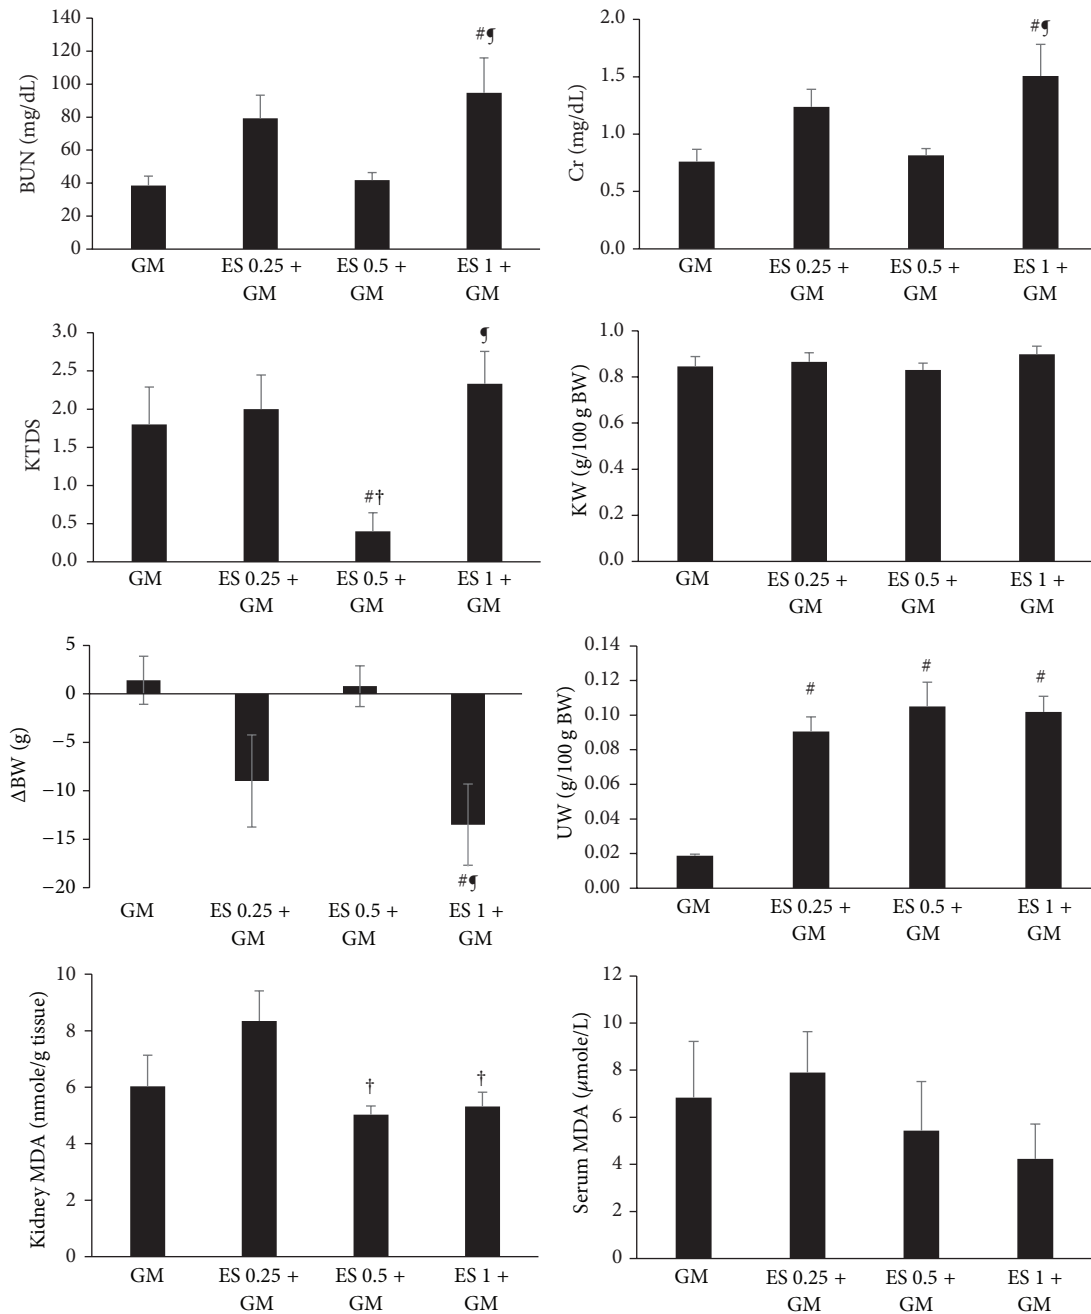 BUN (mg/dL)
140
120
100
80
60
40
20
0
#¶
GM
ES 0.25 +
GM
ES 0.5 +
GM
ES 1 +
GM
Cr (mg/dL)
2.0
1.5
1.0
0.5
0.0
#¶
GM
ES 0.25 +
GM
ES 0.5 +
GM
ES 1 +
GM
KTDS
3.0
2.5
2.0
1.5
1.0
0.5
0.0
#†
¶
GM
ES 0.25 +
GM
ES 0.5 +
GM
ES 1 +
GM
KW (g/100 g BW)
1.0
0.8
0.6
0.4
0.2
0.0
GM
ES 0.25 +
GM
ES 0.5 +
GM
ES 1 +
GM
ΔBW (g)
5
0
−5
−10
−15
−20
#¶
GM
ES 0.25 +
GM
ES 0.5 +
GM
ES 1 +
GM
UW (g/100 g BW)
0.14
0.12
0.10
0.08
0.06
0.04
0.02
0.00
#
#
#
GM
ES 0.25 +
GM
ES 0.5 +
GM
ES 1 +
GM
Kidney MDA (nmole/g tissue)
10
8
6
4
2
0
†
†
GM
ES 0.25 +
GM
ES 0.5 +
GM
ES 1 +
GM
Serum MDA (μmole/L)
12
10
8
6
4
2
0
GM
ES 0.25 +
GM
ES 0.5 +
GM
ES 1 +
GM